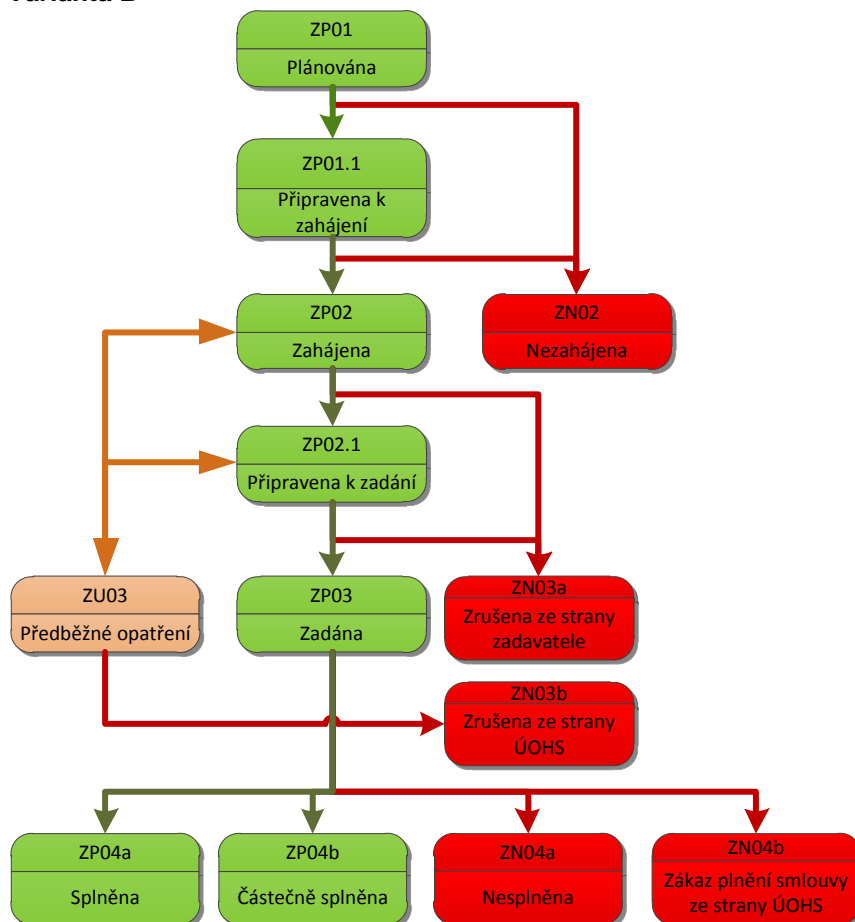 ZP01
Plánována
ZP01.1
Připravena k
zahájení
ZP02
Zahájena
ZN02
Nezahájena
ZP02.1
Připravena k zadání
ZU03
Předběžné opatření
ZP03
Zadána
ZN03a
Zrušena ze strany
zadavatele
ZN03b
Zrušena ze strany
ÚOHS
ZP04a
Splněna
ZP04b
Částečně splněna
ZN04a
Nesplněna
ZN04b
Zákaz plnění smlouvy
ze strany ÚOHS